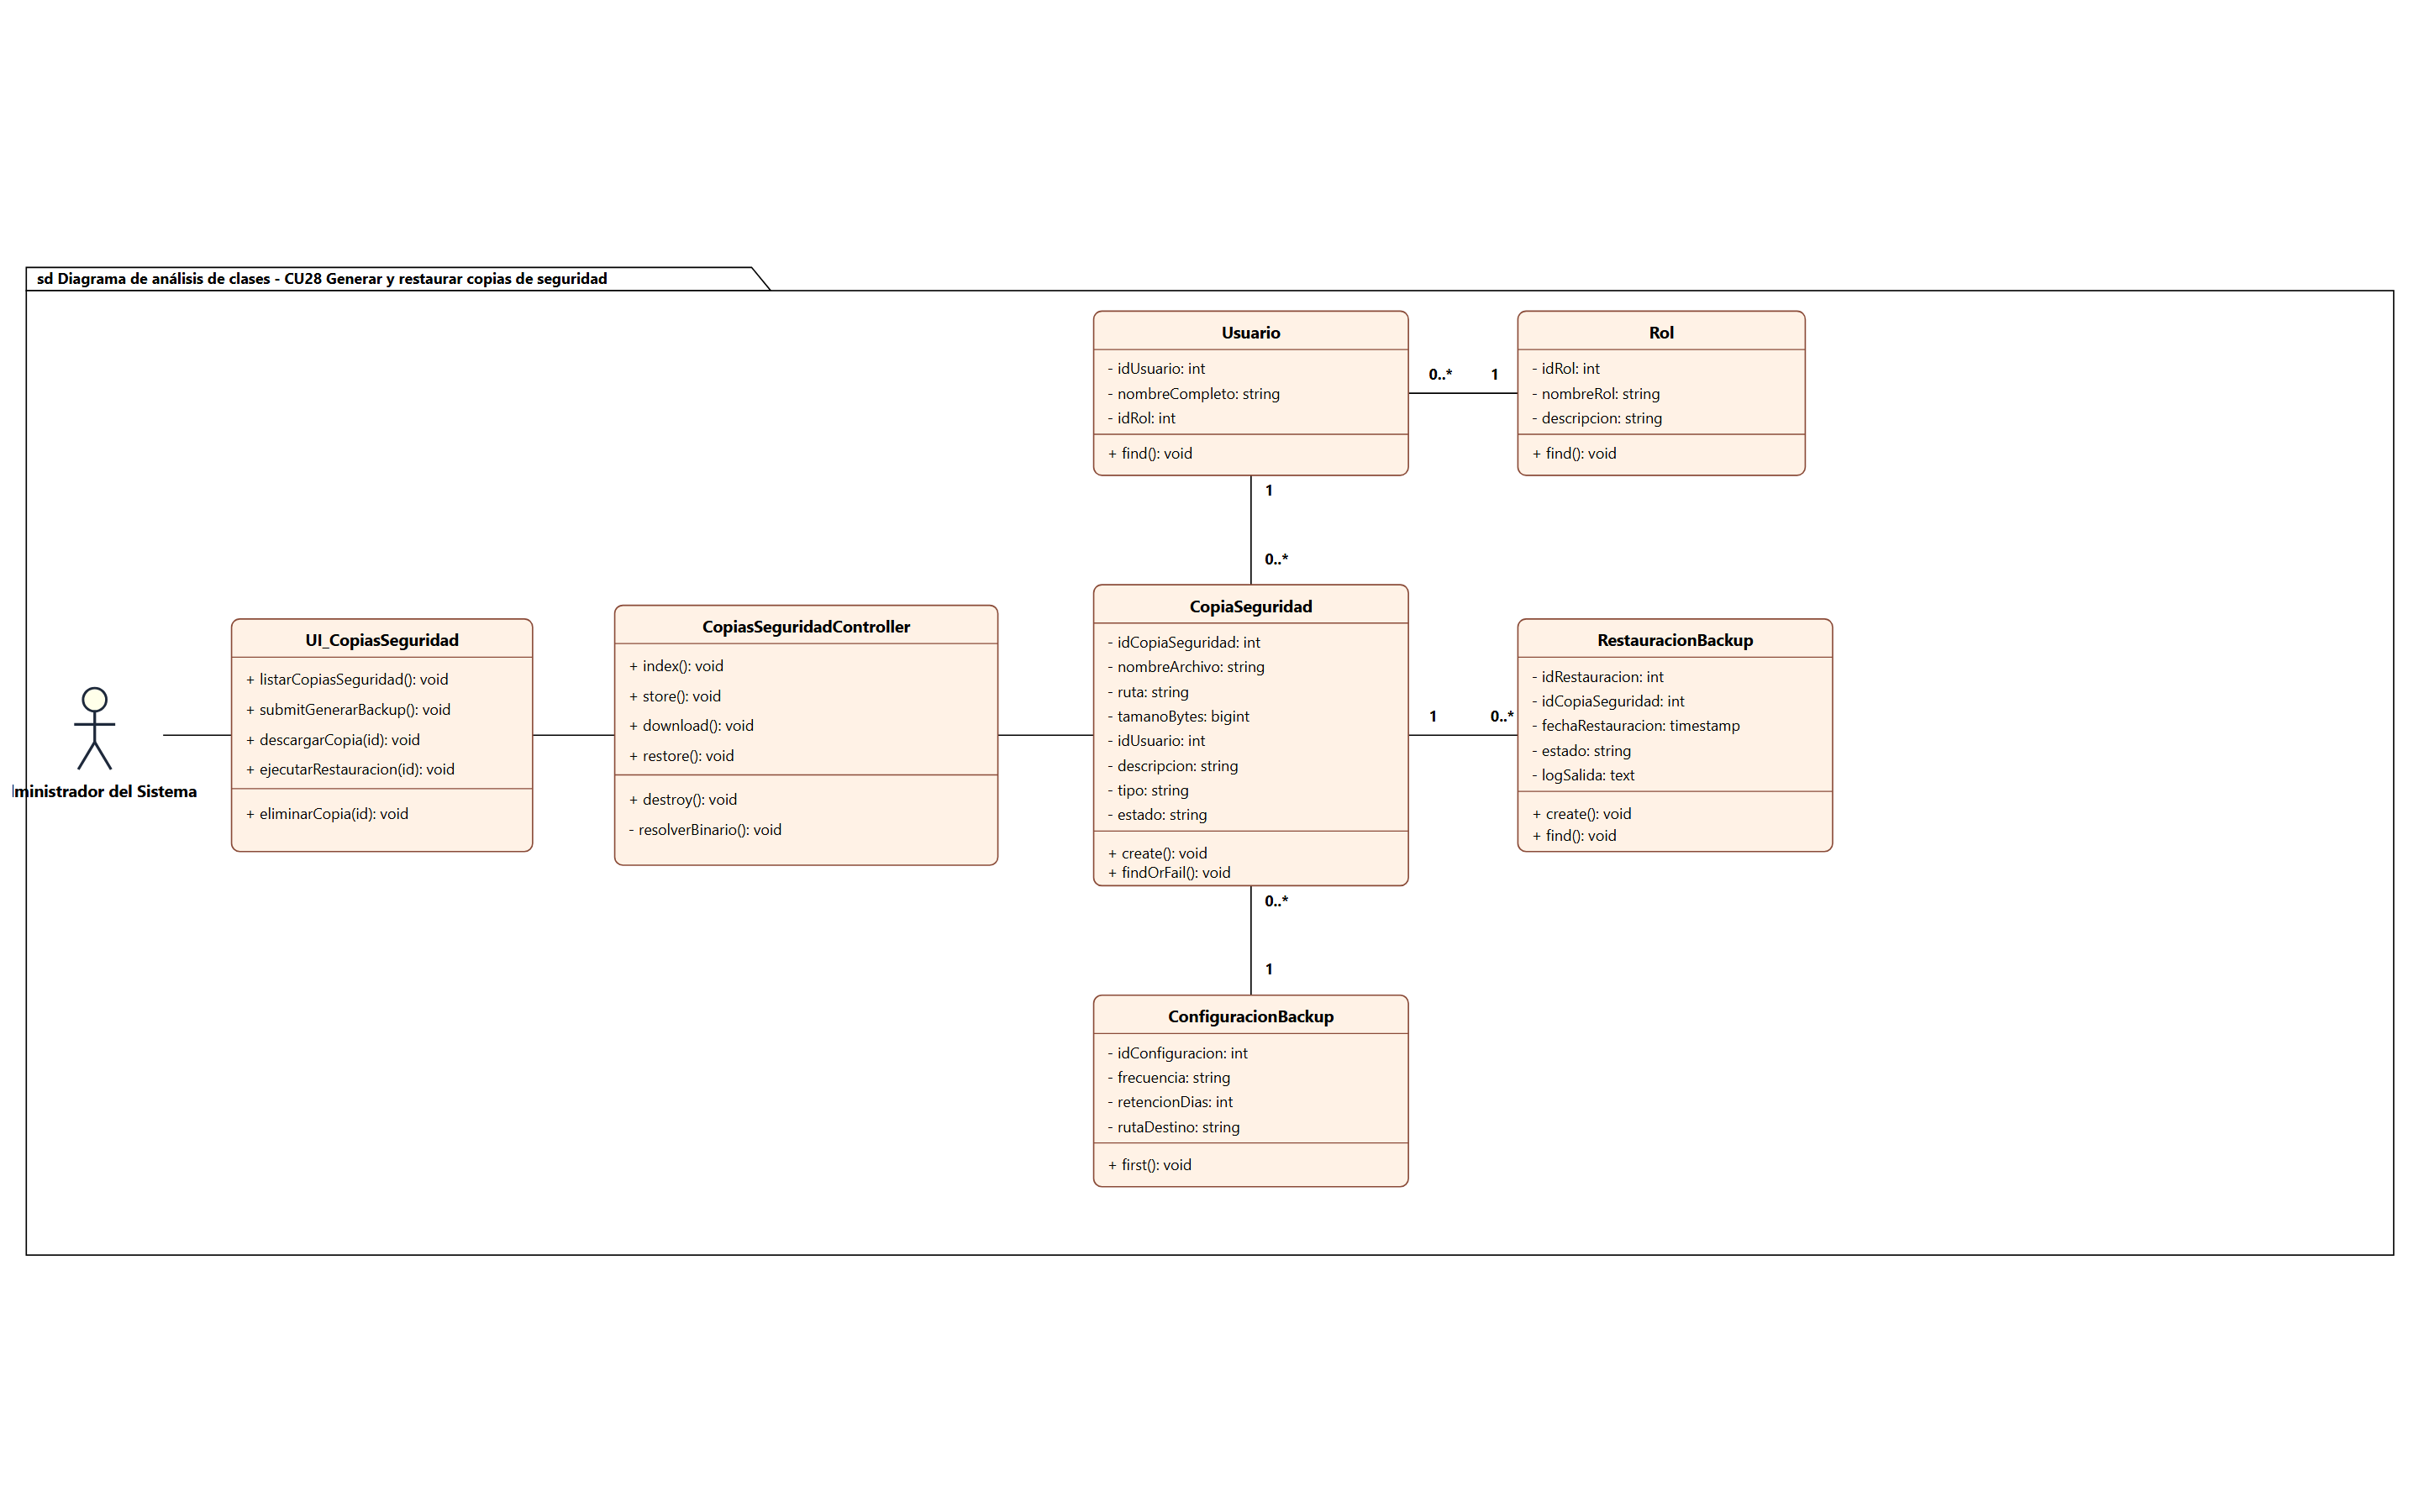 sd Diagrama de análisis de clases - CU28 Generar y restaurar copias de seguridad
Usuario
- idUsuario: int
- nombreCompleto: string
- idRol: int
+ find(): void
0..*
1
Rol
- idRol: int
- nombreRol: string
- descripcion: string
+ find(): void
1
0..*
ministrador del Sistema
UI_CopiasSeguridad
+ listarCopiasSeguridad(): void
+ submitGenerarBackup(): void
+ descargarCopia(id): void
+ ejecutarRestauracion(id): void
+ eliminarCopia(id): void
CopiasSeguridadController
+ index(): void
+ store(): void
+ download(): void
+ restore(): void
+ destroy(): void
- resolverBinario(): void
CopiaSeguridad
- idCopiaSeguridad: int
- nombreArchivo: string
- ruta: string
- tamanoBytes: bigint
- idUsuario: int
- descripcion: string
- tipo: string
- estado: string
+ create(): void
+ findOrFail(): void
1
0..*
RestauracionBackup
- idRestauracion: int
- idCopiaSeguridad: int
- fechaRestauracion: timestamp
- estado: string
- logSalida: text
+ create(): void
+ find(): void
0..*
1
ConfiguracionBackup
- idConfiguracion: int
- frecuencia: string
- retencionDias: int
- rutaDestino: string
+ first(): void